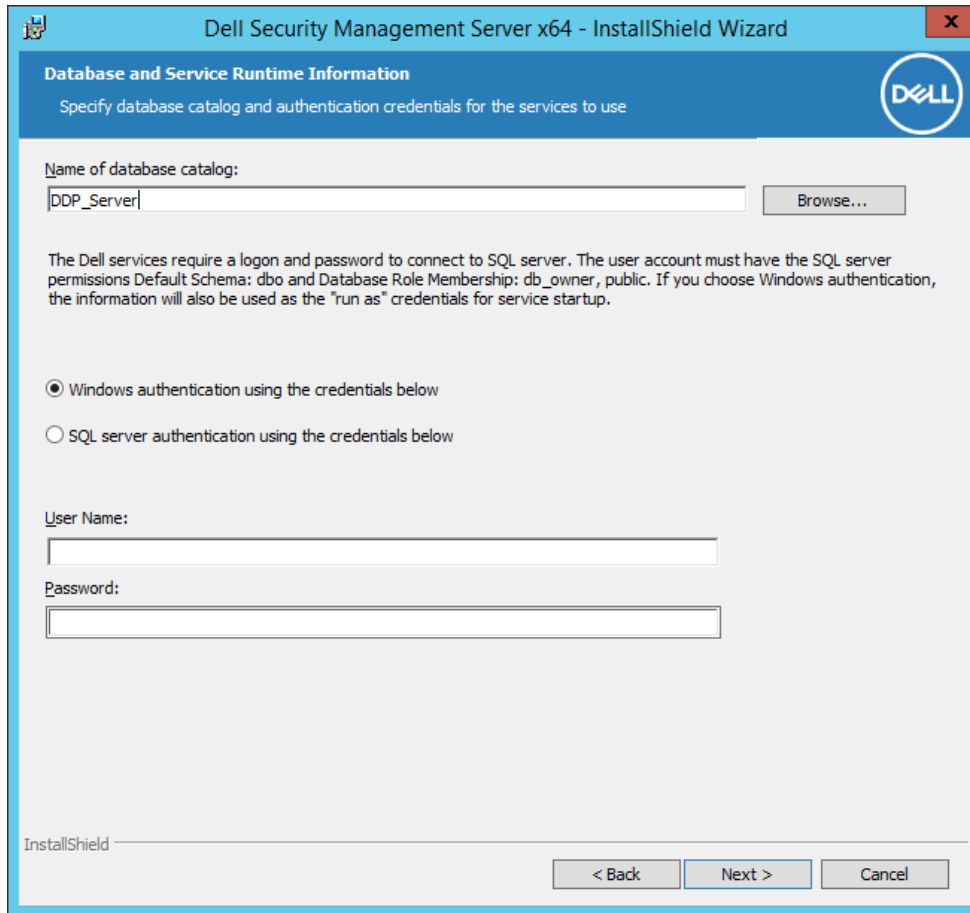 Dell Security Management Server x64 - InstallShield Wizard
x
Database and Service Runtime Information
Specify database catalog and authentication credentials for the services to use
DELL
Name of database catalog:
DDP_Server
Browse...
The Dell services require a logon and password to connect to SQL server. The user account must have the SQL server
permissions Default Schema: dbo and Database Role Membership: db_owner, public. If you choose Windows authentication,
the information will also be used as the "run as" credentials for service startup.
Windows authentication using the credentials below
SQL server authentication using the credentials below
User Name:
Password:
InstallShield
< Back
Next >
Cancel